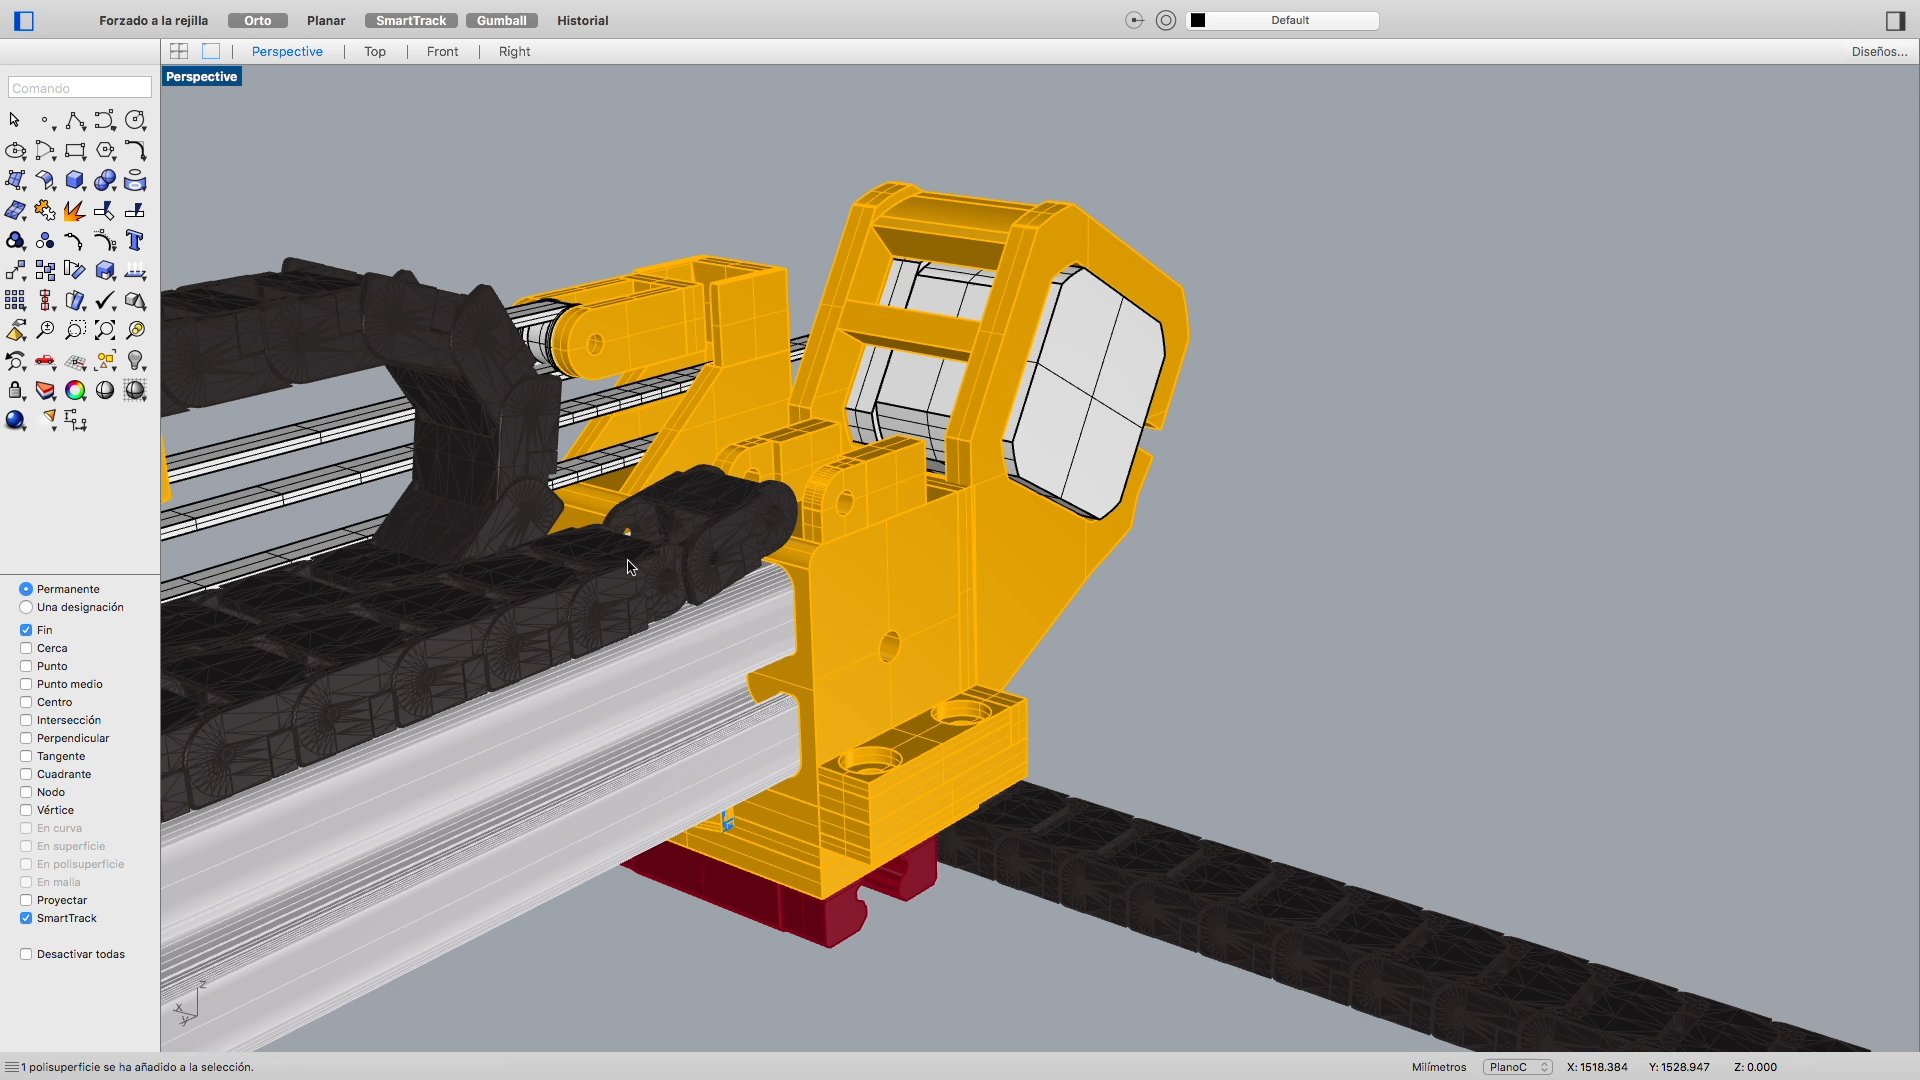 Forzado a la rejilla Orto Planar SmartTrack Gumball Historial Default
Perspective Top Front Right Diseños...
Perspective
Comando
Permanente
Una designación
Fin
Cerca
Punto
Punto medio
Centro
Intersección
Perpendicular
Tangente
Cuadrante
Nodo
Vértice
En curva
En superficie
En polisuperficie
En malla
Proyectar
SmartTrack
Desactivar todas
z
x
y
1 polisuperficie se ha añadido a la selección. Milímetros PlanoC X: 1518.384 Y: 1528.947 Z: 0.000